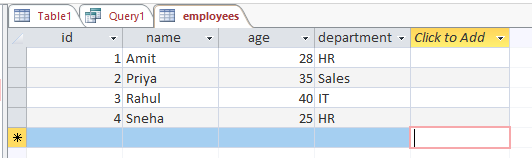 Table1 Query1 employees
id name age department Click to Add
1 Amit 28 HR
2 Priya 35 Sales
3 Rahul 40 IT
4 Sneha 25 HR